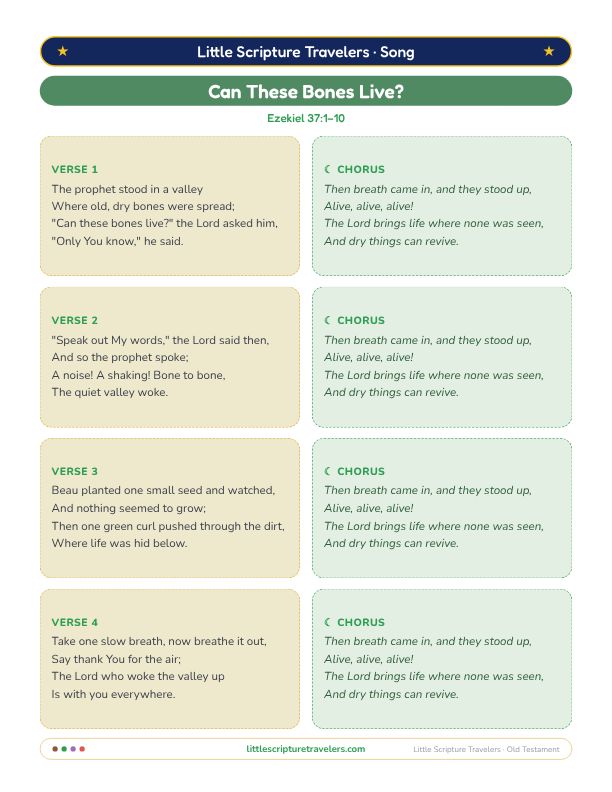 Little Scripture Travelers · Song
Can These Bones Live?
Ezekiel 37:1–10
VERSE 1
The prophet stood in a valley
Where old, dry bones were spread;
"Can these bones live?" the Lord asked him,
"Only You know," he said.
CHORUS
Then breath came in, and they stood up,
Alive, alive, alive!
The Lord brings life where none was seen,
And dry things can revive.
VERSE 2
"Speak out My words," the Lord said then,
And so the prophet spoke;
A noise! A shaking! Bone to bone,
The quiet valley woke.
CHORUS
Then breath came in, and they stood up,
Alive, alive, alive!
The Lord brings life where none was seen,
And dry things can revive.
VERSE 3
Beau planted one small seed and watched,
And nothing seemed to grow;
Then one green curl pushed through the dirt,
Where life was hid below.
CHORUS
Then breath came in, and they stood up,
Alive, alive, alive!
The Lord brings life where none was seen,
And dry things can revive.
VERSE 4
Take one slow breath, now breathe it out,
Say thank You for the air;
The Lord who woke the valley up
Is with you everywhere.
CHORUS
Then breath came in, and they stood up,
Alive, alive, alive!
The Lord brings life where none was seen,
And dry things can revive.
littlescripturetravelers.com
Little Scripture Travelers · Old Testament